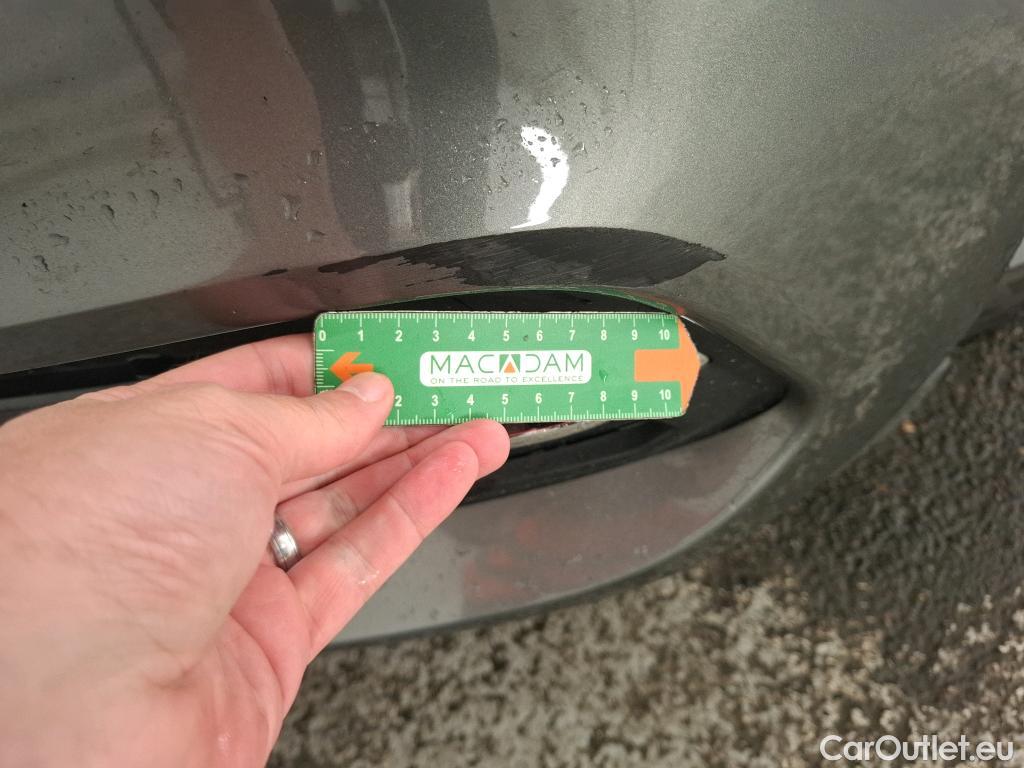 0 1 2 3 4 5 6 7 8 9 10
MACADAM
ON THE ROAD TO EXCELLENCE
2 3 4 5 6 7 8 9 10
CarOutlet.eu